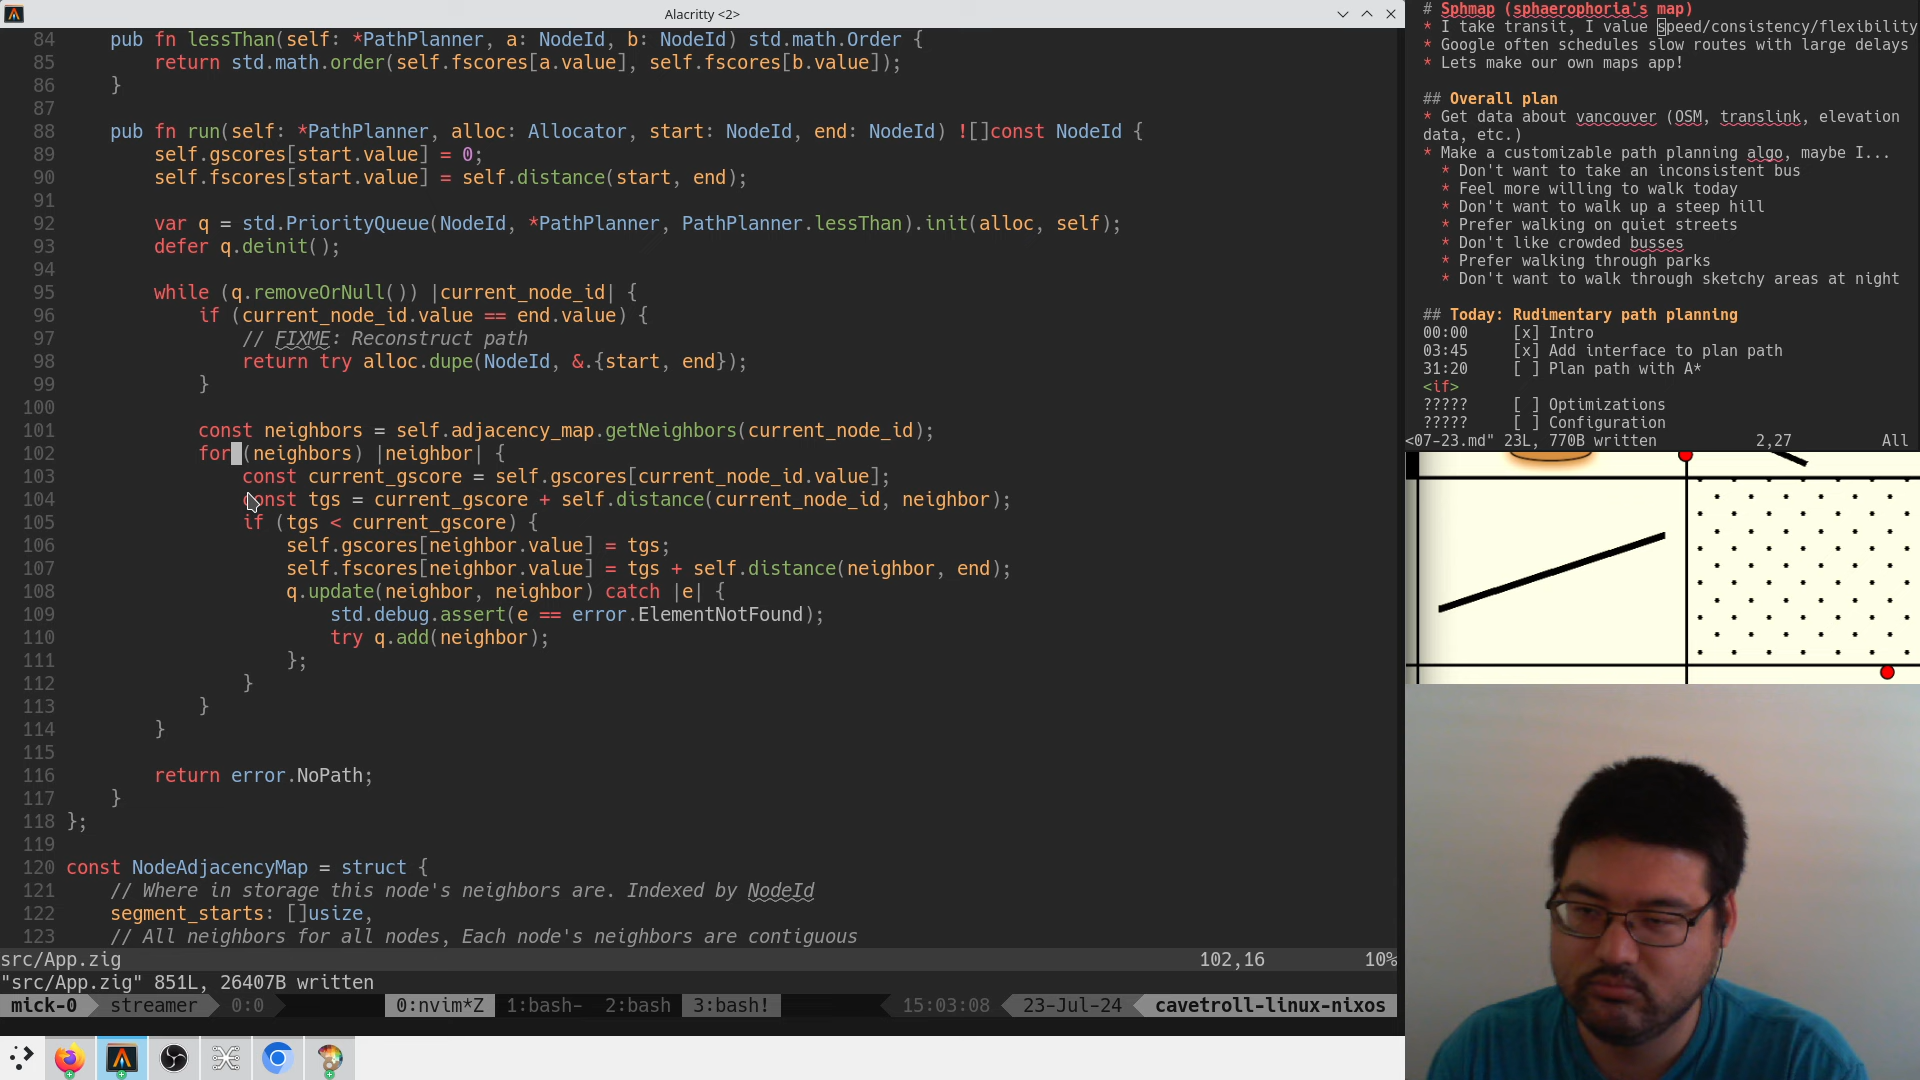 Alacritty <2>
84 pub fn lessThan(self: *PathPlanner, a: NodeId, b: NodeId) std.math.Order {
85 return std.math.order(self.fscores[a.value], self.fscores[b.value]);
86 }
87
88 pub fn run(self: *PathPlanner, alloc: Allocator, start: NodeId, end: NodeId) ![]const NodeId {
89 self.gscores[start.value] = 0;
90 self.fscores[start.value] = self.distance(start, end);
91
92 var q = std.PriorityQueue(NodeId, *PathPlanner, PathPlanner.lessThan).init(alloc, self);
93 defer q.deinit();
94
95 while (q.removeOrNull()) |current_node_id| {
96 if (current_node_id.value == end.value) {
97 // FIXME: Reconstruct path
98 return try alloc.dupe(NodeId, &.{start, end});
99 }
100
101 const neighbors = self.adjacency_map.getNeighbors(current_node_id);
102 for (neighbors) |neighbor| {
103 const current_gscore = self.gscores[current_node_id.value];
104 const tgs = current_gscore + self.distance(current_node_id, neighbor);
105 if (tgs < current_gscore) {
106 self.gscores[neighbor.value] = tgs;
107 self.fscores[neighbor.value] = tgs + self.distance(neighbor, end);
108 q.update(neighbor, neighbor) catch |e| {
109 std.debug.assert(e == error.ElementNotFound);
110 try q.add(neighbor);
111 };
112 }
113 }
114 }
115
116 return error.NoPath;
117 }
118 };
119
120 const NodeAdjacencyMap = struct {
121 // Where in storage this node's neighbors are. Indexed by NodeId
122 segment_starts: []usize,
123 // All neighbors for all nodes, Each node's neighbors are contiguous
src/App.zig 102,16 10%
"src/App.zig" 851L, 26407B written
mick-0 streamer 0:0 0:nvim*Z 1:bash- 2:bash 3:bash! 15:03:08 23-Jul-24 cavetroll-linux-nixos
# Sphmap (sphaerophoria's map)
* I take transit, I value speed/consistency/flexibility
* Google often schedules slow routes with large delays
* Lets make our own maps app!
## Overall plan
* Get data about vancouver (OSM, translink, elevation
data, etc.)
* Make a customizable path planning algo, maybe I...
* Don't want to take an inconsistent bus
* Feel more willing to walk today
* Don't want to walk up a steep hill
* Prefer walking on quiet streets
* Don't like crowded busses
* Prefer walking through parks
* Don't want to walk through sketchy areas at night
## Today: Rudimentary path planning
00:00 [x] Intro
03:45 [x] Add interface to plan path
31:20 [ ] Plan path with A*
<if>
????? [ ] Optimizations
????? [ ] Configuration
<07-23.md" 23L, 770B written 2,27 All